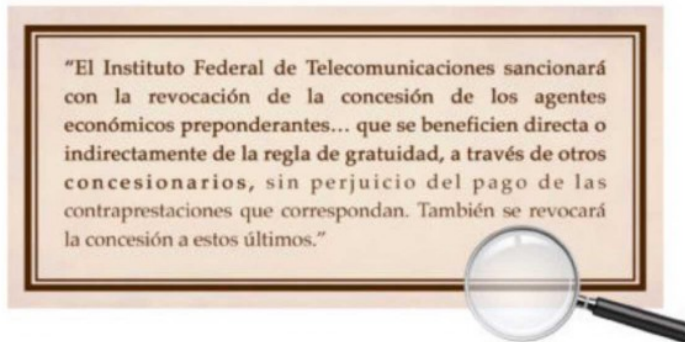 “El Instituto Federal de Telecomunicaciones sancionará
con la revocación de la concesión de los agentes
económicos preponderantes... que se beneficien directa o
indirectamente de la regla de gratuidad, a través de otros
concesionarios, sin perjuicio del pago de las
contraprestaciones que correspondan. También se revocará
la concesión a estos últimos.”